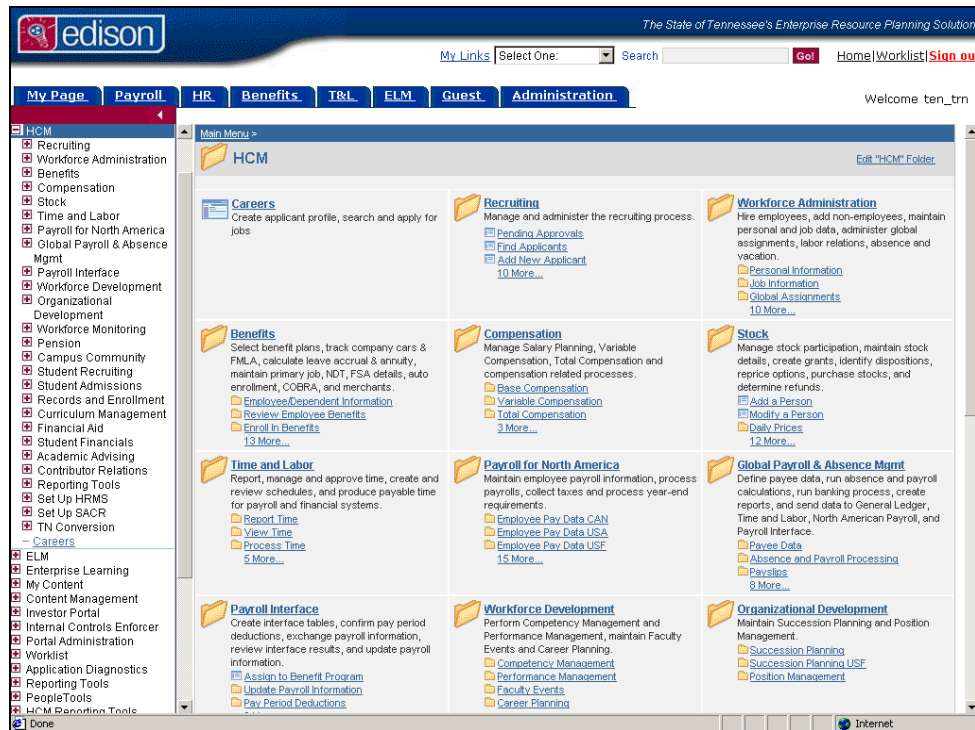 edison
The State of Tennessee's Enterprise Resource Planning Solution
My Links Select One: Search Go! Home|Worklist|Sign ou
My Page Payroll HR Benefits T&L ELM Guest Administration
Welcome ten_trn
HCM
Recruiting
Workforce Administration
Benefits
Compensation
Stock
Time and Labor
Payroll for North America
Global Payroll & Absence
Mgmt
Payroll Interface
Workforce Development
Organizational
Development
Workforce Monitoring
Pension
Campus Community
Student Recruiting
Student Admissions
Records and Enrollment
Curriculum Management
Financial Aid
Student Financials
Academic Advising
Contributor Relations
Reporting Tools
Set Up HRMS
Set Up SACR
TN Conversion
Careers
ELM
Enterprise Learning
My Content
Content Management
Investor Portal
Internal Controls Enforcer
Portal Administration
Worklist
Application Diagnostics
Reporting Tools
PeopleTools
HCM Reporting Tools
Main Menu >
HCM
Edit "HCM" Folder
Careers
Create applicant profile, search and apply for
jobs
Recruiting
Manage and administer the recruiting process.
Pending Approvals
Find Applicants
Add New Applicant
10 More...
Workforce Administration
Hire employees, add non-employees, maintain
personal and job data, administer global
assignments, labor relations, absence and
vacation.
Personal Information
Job Information
Global Assignments
10 More...
Benefits
Select benefit plans, track company cars &
FMLA, calculate leave accrual & annuity,
maintain primary job, NDT, FSA details, auto
enrollment, COBRA, and merchants.
Employee/Dependent Information
Review Employee Benefits
Enroll In Benefits
13 More...
Compensation
Manage Salary Planning, Variable
Compensation, Total Compensation and
compensation related processes.
Base Compensation
Variable Compensation
Total Compensation
3 More...
Stock
Manage stock participation, maintain stock
details, create grants, identify dispositions,
reprice options, purchase stocks, and
determine refunds.
Add a Person
Modify a Person
Daily Prices
12 More...
Time and Labor
Report, manage and approve time, create and
review schedules, and produce payable time
for payroll and financial systems.
Report Time
View Time
Process Time
5 More...
Payroll for North America
Maintain employee payroll information, process
payrolls, collect taxes and process year-end
requirements.
Employee Pay Data CAN
Employee Pay Data USA
Employee Pay Data USF
15 More...
Global Payroll & Absence Mgmt
Define payee data, run absence and payroll
calculations, run banking process, create
reports, and send data to General Ledger,
Time and Labor, North American Payroll, and
Payroll Interface.
Payee Data
Absence and Payroll Processing
Payslips
8 More...
Payroll Interface
Create interface tables, confirm pay period
deductions, exchange payroll information,
review interface results, and update payroll
information.
Assign to Benefit Program
Update Payroll Information
Pay Period Deductions
Workforce Development
Perform Competency Management and
Performance Management, maintain Faculty
Events and Career Planning.
Competency Management
Performance Management
Faculty Events
Career Planning
Organizational Development
Maintain Succession Planning and Position
Management.
Succession Planning
Succession Planning USF
Position Management
Done
Internet